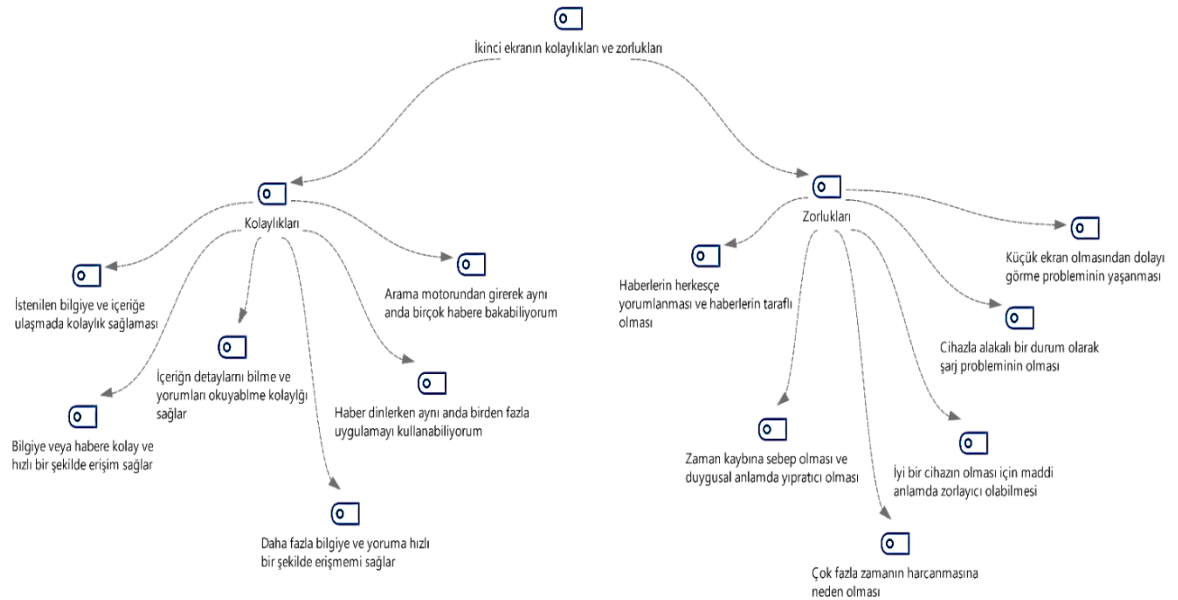 İkinci ekranın kolaylıkları ve zorlukları
Kolaylıkları
İstenilen bilgiye ve içeriğe
ulaşmada kolaylık sağlaması
Bilgiye veya habere kolay ve
hızlı bir şekilde erişim sağlar
İçeriğn detaylarnı bilme ve
yorumları okuyablme kolaylğı
sağlar
Daha fazla bilgiye ve yoruma hızlı
bir şekilde erişmemi sağlar
Haber dinlerken aynı anda birden fazla
uygulamayı kullanabiliyorum
Arama motorundan girerek aynı
anda birçok habere bakabiliyorum
Zorlukları
Haberlerin herkesçe
yorumlanması ve haberlerin taraflı
olması
Zaman kaybına sebep olması ve
duygusal anlamda yıpratıcı olması
Çok fazla zamanın harcanmasına
neden olması
İyi bir cihazın olması için maddi
anlamda zorlayıcı olabilmesi
Cihazla alakalı bir durum olarak
şarj probleminin olması
Küçük ekran olmasından dolayı
görme probleminin yaşanması